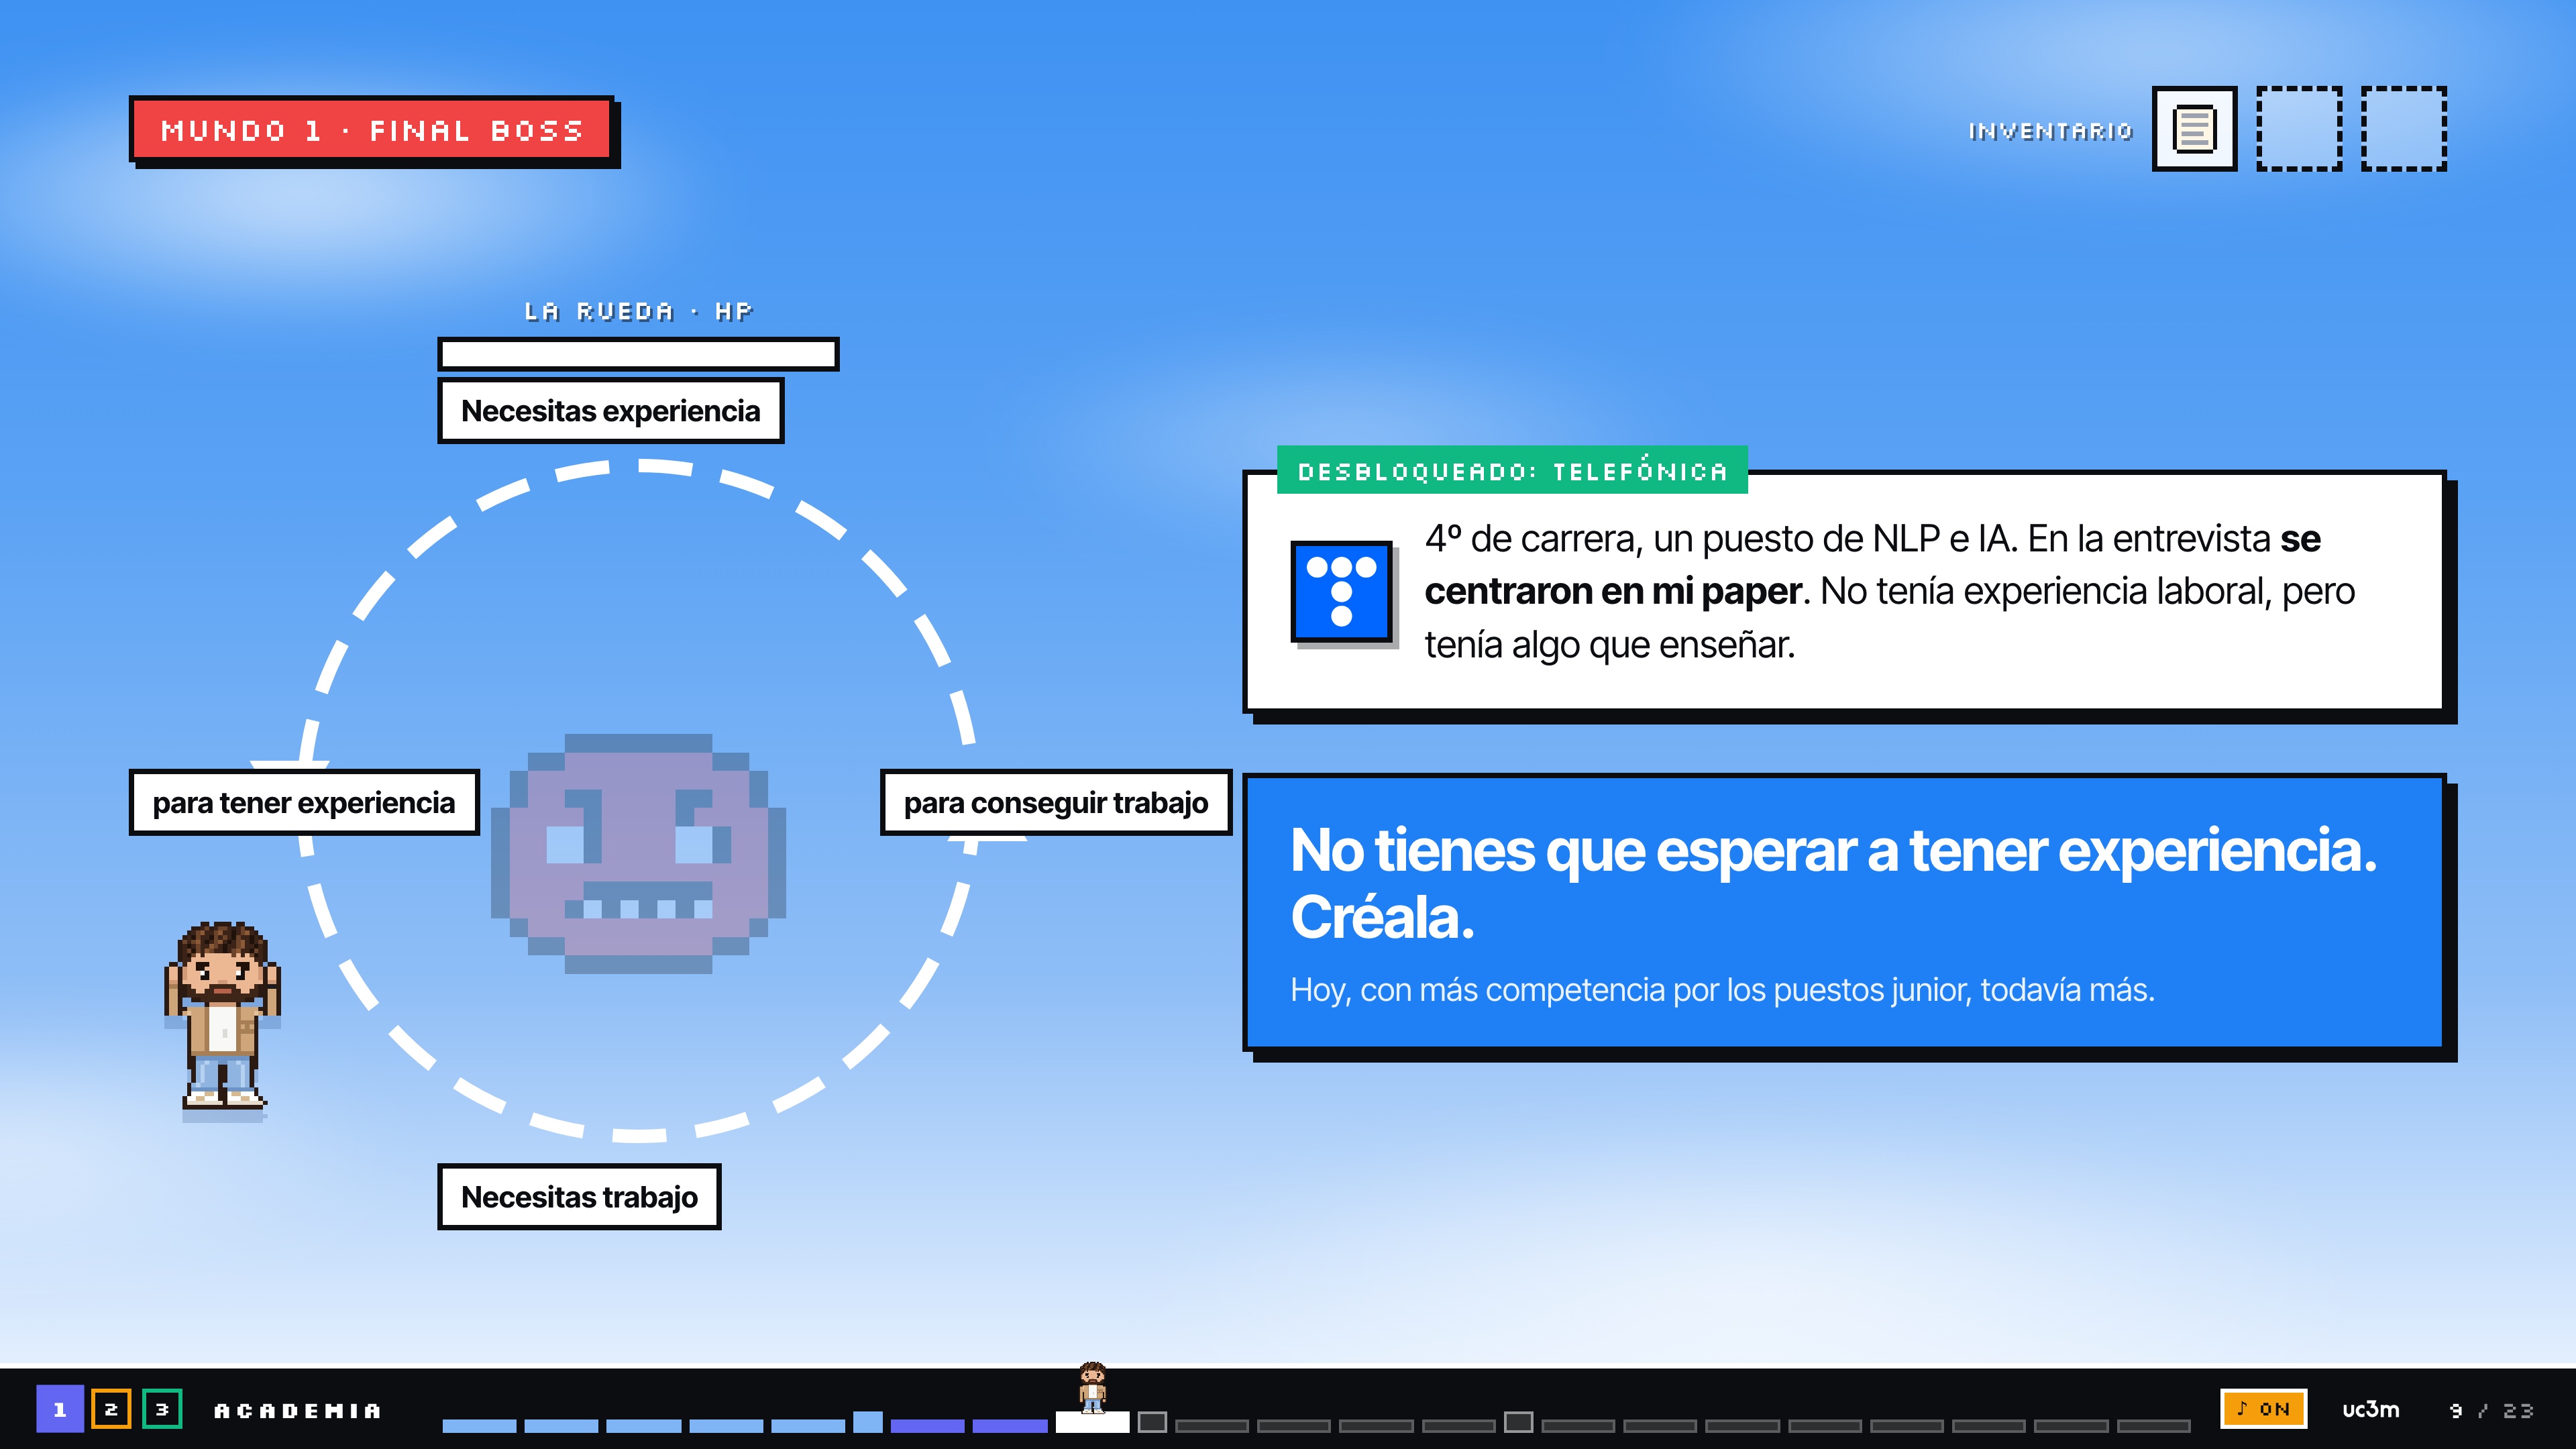 MUNDO 1 · FINAL BOSS
INVENTARIO
LA RUEDA · HP
Necesitas experiencia
para tener experiencia
para conseguir trabajo
Necesitas trabajo
DESBLOQUEADO: TELEFÓNICA
4º de carrera, un puesto de NLP e IA. En la entrevista se
centraron en mi paper. No tenía experiencia laboral, pero
tenía algo que enseñar.
No tienes que esperar a tener experiencia.
Créala.
Hoy, con más competencia por los puestos junior, todavía más.
1 2 3 ACADEMIA
♪ ON
uc3m
9 / 23